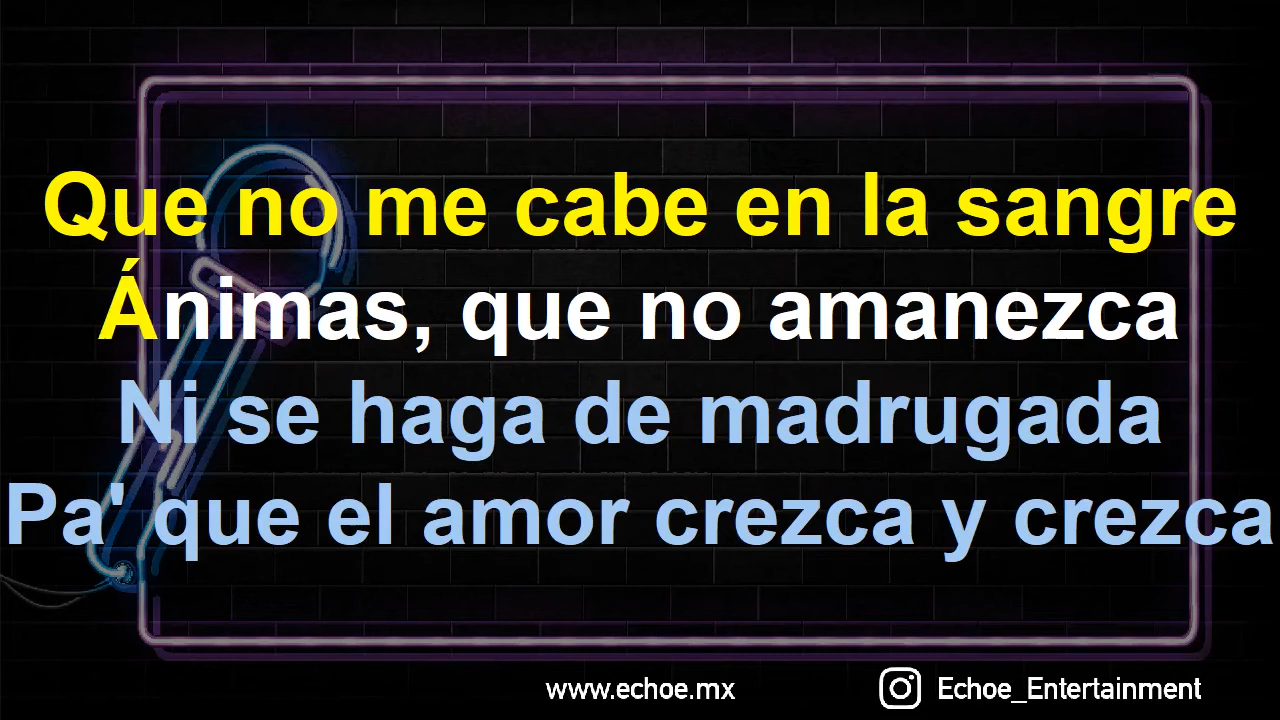 Que no me cabe en la sangre
Ánimas, que no amanezca
Ni se haga de madrugada
Pa' que el amor crezca y crezca
www.echoe.mx
Echoe_Entertainment